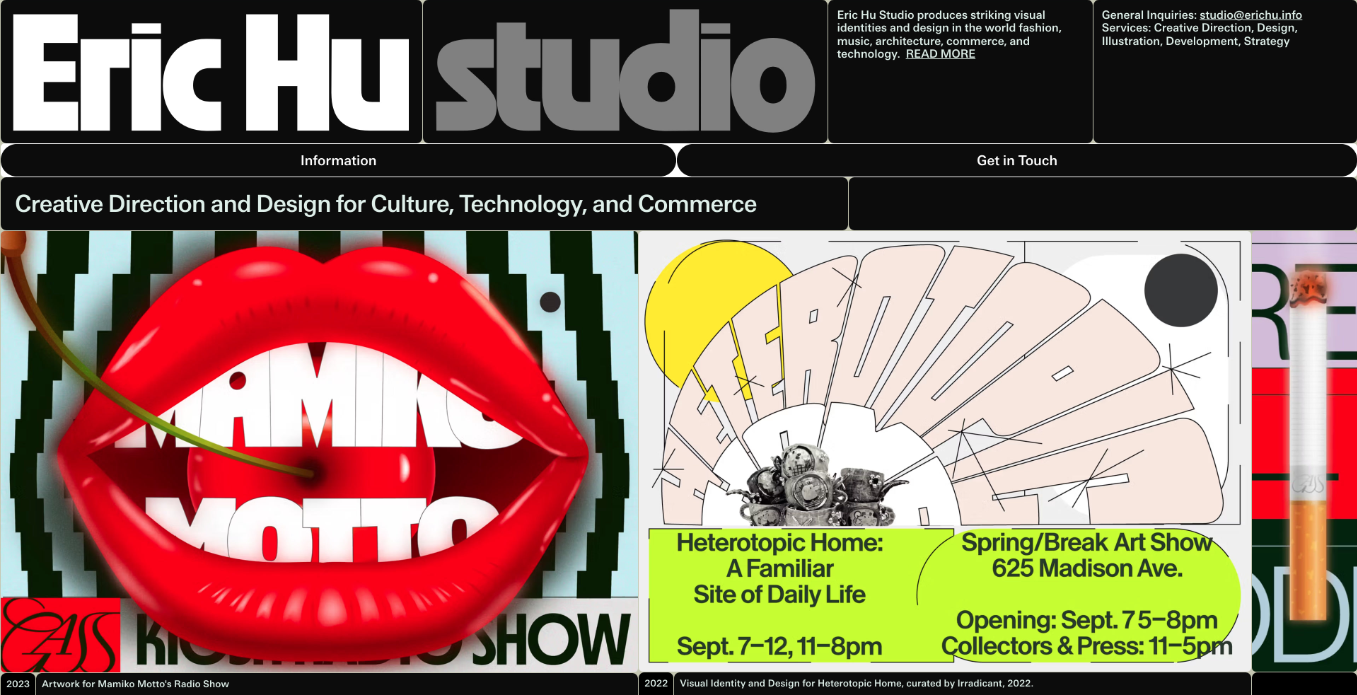 Eric Hu
studio
Eric Hu Studio produces striking visual
identities and design in the world fashion,
music, architecture, commerce, and
technology. READ MORE
General Inquiries: studio@erichu.info
Services: Creative Direction, Design,
Illustration, Development, Strategy
Information
Get in Touch
Creative Direction and Design for Culture, Technology, and Commerce
MAMIKO
MOTTO
SHOW
HETEROTOPIC
Heterotopic Home:
A Familiar
Site of Daily Life
Sept. 7–12, 11–8pm
Spring/Break Art Show
625 Madison Ave.
Opening: Sept. 7 5–8pm
Collectors & Press: 11–5pm
2023
Artwork for Mamiko Motto's Radio Show
2022
Visual Identity and Design for Heterotopic Home, curated by Irradicant, 2022.